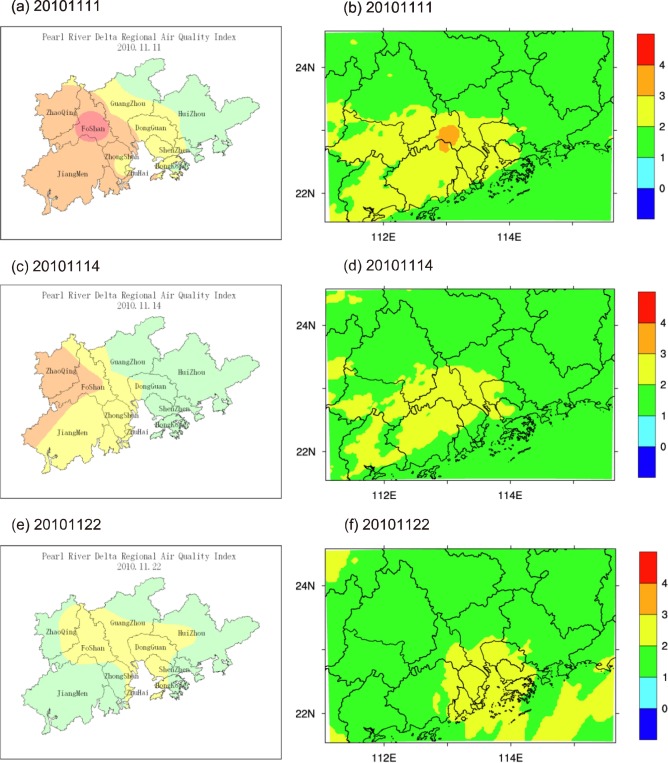 (a) 20101111
Pearl River Delta Regional Air Quality Index
2010.11.11
GuangZhou
ZhaoQing
HuiZhou
FoShan
DongGuan
ZhongShan
ShenZhen
HongKong
JiangMen
ZhuHai
(b) 20101111
24N
22N
112E
114E
4
3
2
1
0
(c) 20101114
Pearl River Delta Regional Air Quality Index
2010.11.14
GuangZhou
ZhaoQing
HuiZhou
FoShan
DongGuan
ZhongShan
ShenZhen
HongKong
JiangMen
ZhuHai
(d) 20101114
24N
22N
112E
114E
4
3
2
1
0
(e) 20101122
Pearl River Delta Regional Air Quality Index
2010.11.22
GuangZhou
ZhaoQing
HuiZhou
FoShan
DongGuan
ZhongShan
ShenZhen
HongKong
JiangMen
ZhuHai
(f) 20101122
24N
22N
112E
114E
4
3
2
1
0